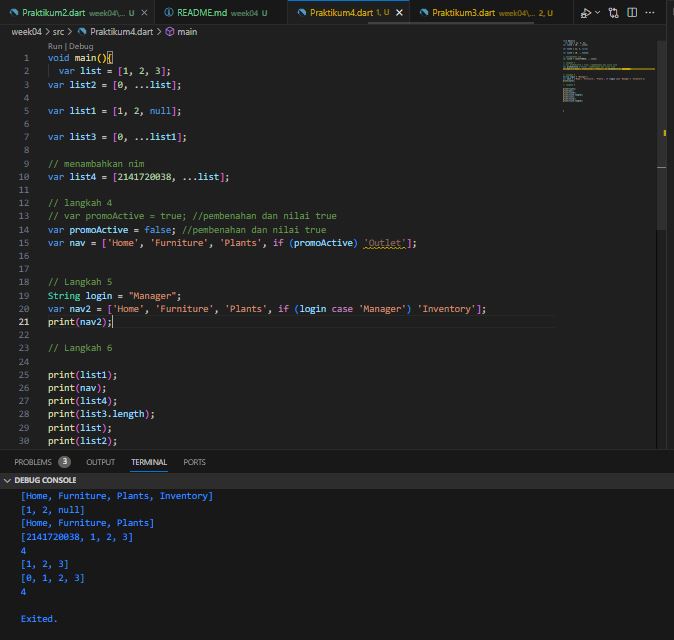 Praktikum2.dart week04\... U README.md week04 U Praktikum4.dart 1, U Praktikum3.dart week04\... 2, U
week04 > src > Praktikum4.dart > main
Run | Debug
1 void main(){
2 var list = [1, 2, 3];
3 var list2 = [0, ...list];
4
5 var list1 = [1, 2, null];
6
7 var list3 = [0, ...list1];
8
9 // menambahkan nim
10 var list4 = [2141720038, ...list];
11
12 // langkah 4
13 // var promoActive = true; //pembenahan dan nilai true
14 var promoActive = false; //pembenahan dan nilai true
15 var nav = ['Home', 'Furniture', 'Plants', if (promoActive) 'Outlet'];
16
17
18 // Langkah 5
19 String login = "Manager";
20 var nav2 = ['Home', 'Furniture', 'Plants', if (login case 'Manager') 'Inventory'];
21 print(nav2);
22
23 // Langkah 6
24
25 print(list1);
26 print(nav);
27 print(list4);
28 print(list3.length);
29 print(list);
30 print(list2);
PROBLEMS 3 OUTPUT TERMINAL PORTS
DEBUG CONSOLE
[Home, Furniture, Plants, Inventory]
[1, 2, null]
[Home, Furniture, Plants]
[2141720038, 1, 2, 3]
4
[1, 2, 3]
[0, 1, 2, 3]
4
Exited.